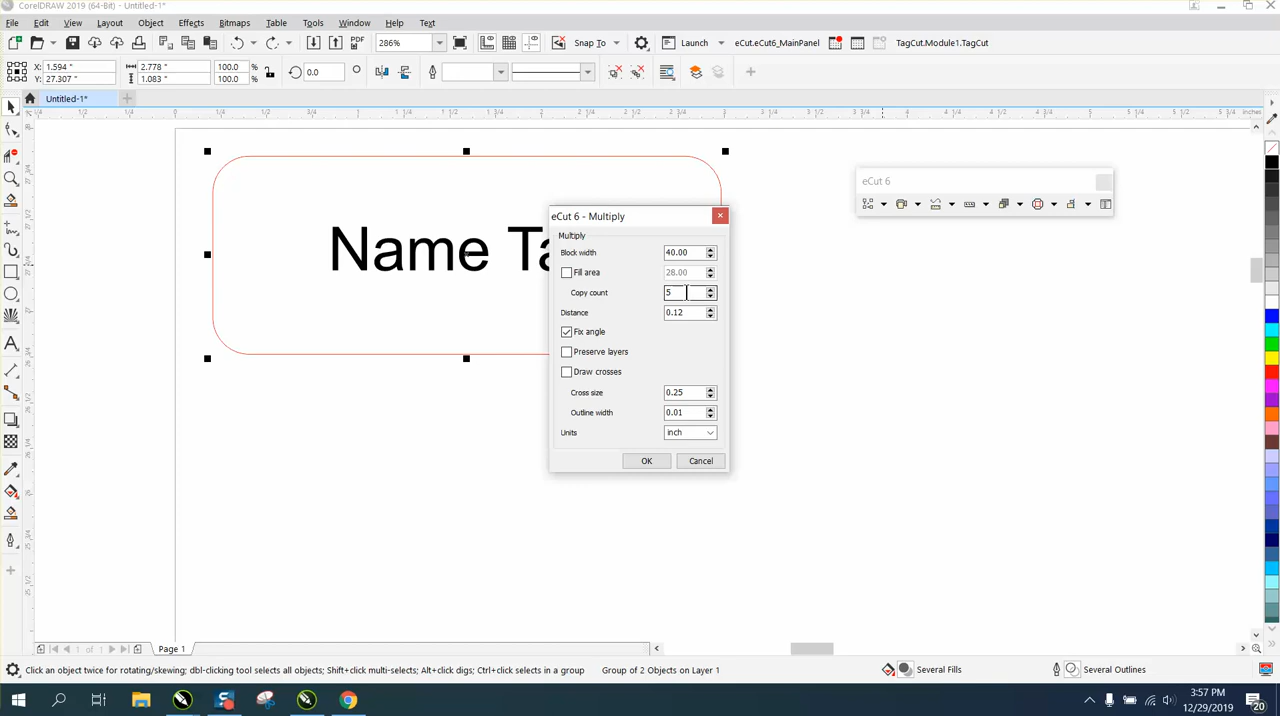 CorelDRAW 2019 (64-Bit) - Untitled-1*
File Edit View Layout Object Effects Bitmaps Table Tools Window Help Text
PDF 286% Snap To Launch eCut.eCut6_MainPanel TagCut.Module1.TagCut
X: 1.594 " 2.778 " 100.0 % 0.0
Y: 27.307 " 1.083 " 100.0 %
Untitled-1*
inches
eCut 6
eCut 6 - Multiply
Name Ta
Multiply
Block width 40.00
Fill area 28.00
Copy count 5
Distance 0.12
Fix angle
Preserve layers
Draw crosses
Cross size 0.25
Outline width 0.01
Units inch
OK Cancel
1 of 1 Page 1
Click an object twice for rotating/skewing; dbl-clicking tool selects all objects; Shift+click multi-selects; Alt+click digs; Ctrl+click selects in a group Group of 2 Objects on Layer 1 Several Fills Several Outlines
3:57 PM
12/29/2019
20